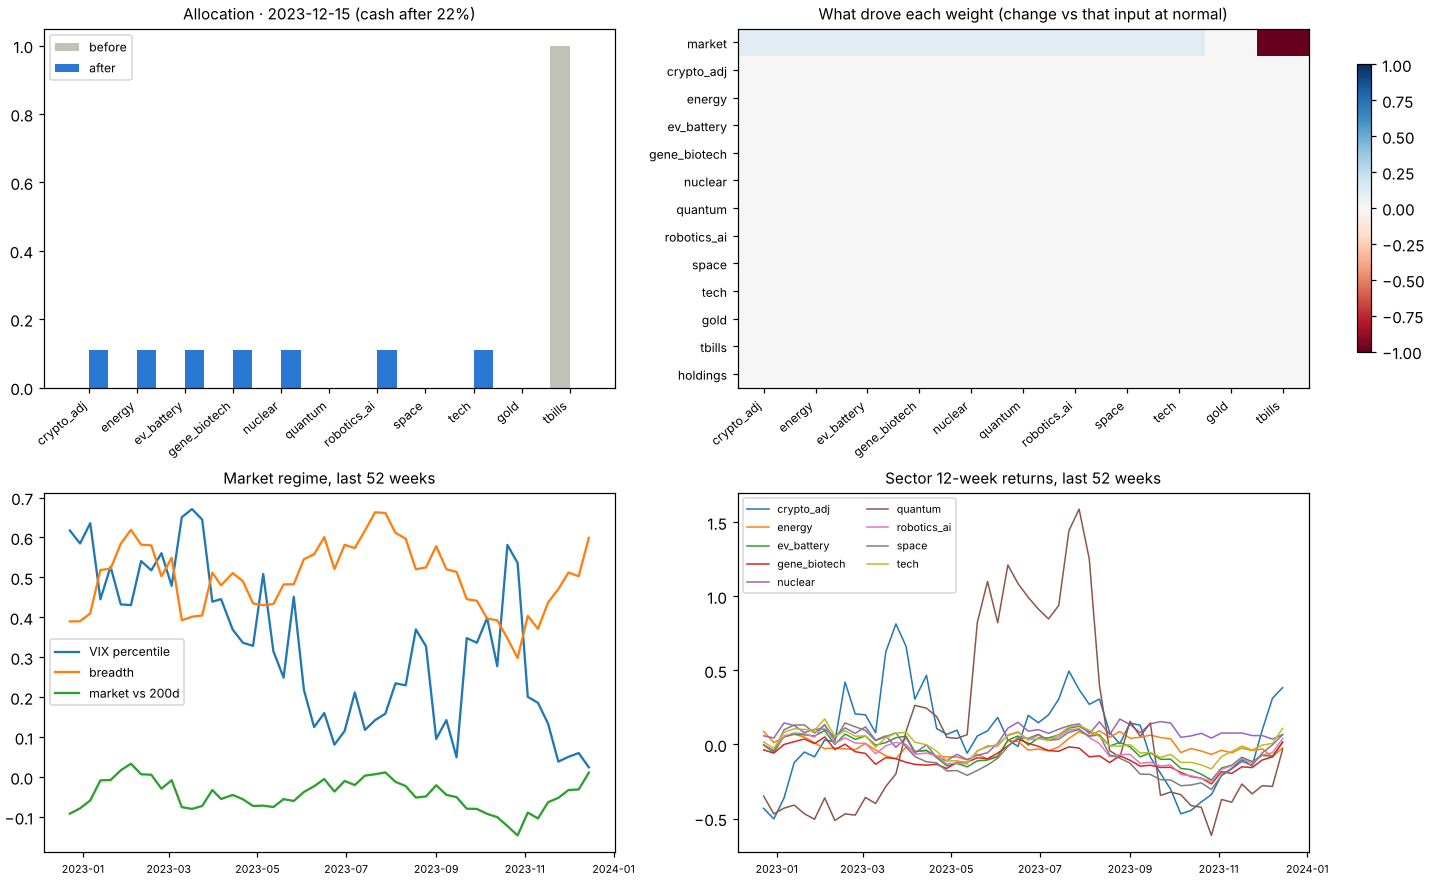 Allocation · 2023-12-15 (cash after 22%)
before
after
1.0
0.8
0.6
0.4
0.2
0.0
crypto_adj
energy
ev_battery
gene_biotech
nuclear
quantum
robotics_ai
space
tech
gold
tbills
What drove each weight (change vs that input at normal)
market
crypto_adj
energy
ev_battery
gene_biotech
nuclear
quantum
robotics_ai
space
tech
gold
tbills
holdings
crypto_adj
energy
ev_battery
gene_biotech
nuclear
quantum
robotics_ai
space
tech
gold
tbills
1.00
0.75
0.50
0.25
0.00
−0.25
−0.50
−0.75
−1.00
Market regime, last 52 weeks
0.7
0.6
0.5
0.4
0.3
0.2
0.1
0.0
−0.1
VIX percentile
breadth
market vs 200d
2023-01
2023-03
2023-05
2023-07
2023-09
2023-11
2024-01
Sector 12-week returns, last 52 weeks
crypto_adj
energy
ev_battery
gene_biotech
nuclear
quantum
robotics_ai
space
tech
1.5
1.0
0.5
0.0
−0.5
2023-01
2023-03
2023-05
2023-07
2023-09
2023-11
2024-01